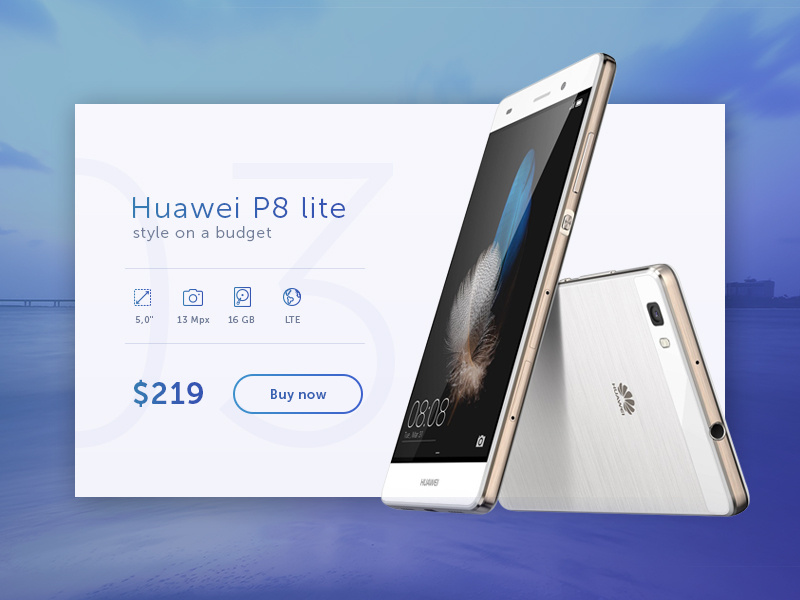 03
Huawei P8 lite
style on a budget
5,0"
13 Mpx
16 GB
LTE
$219
Buy now
08:08
HUAWEI
HUAWEI